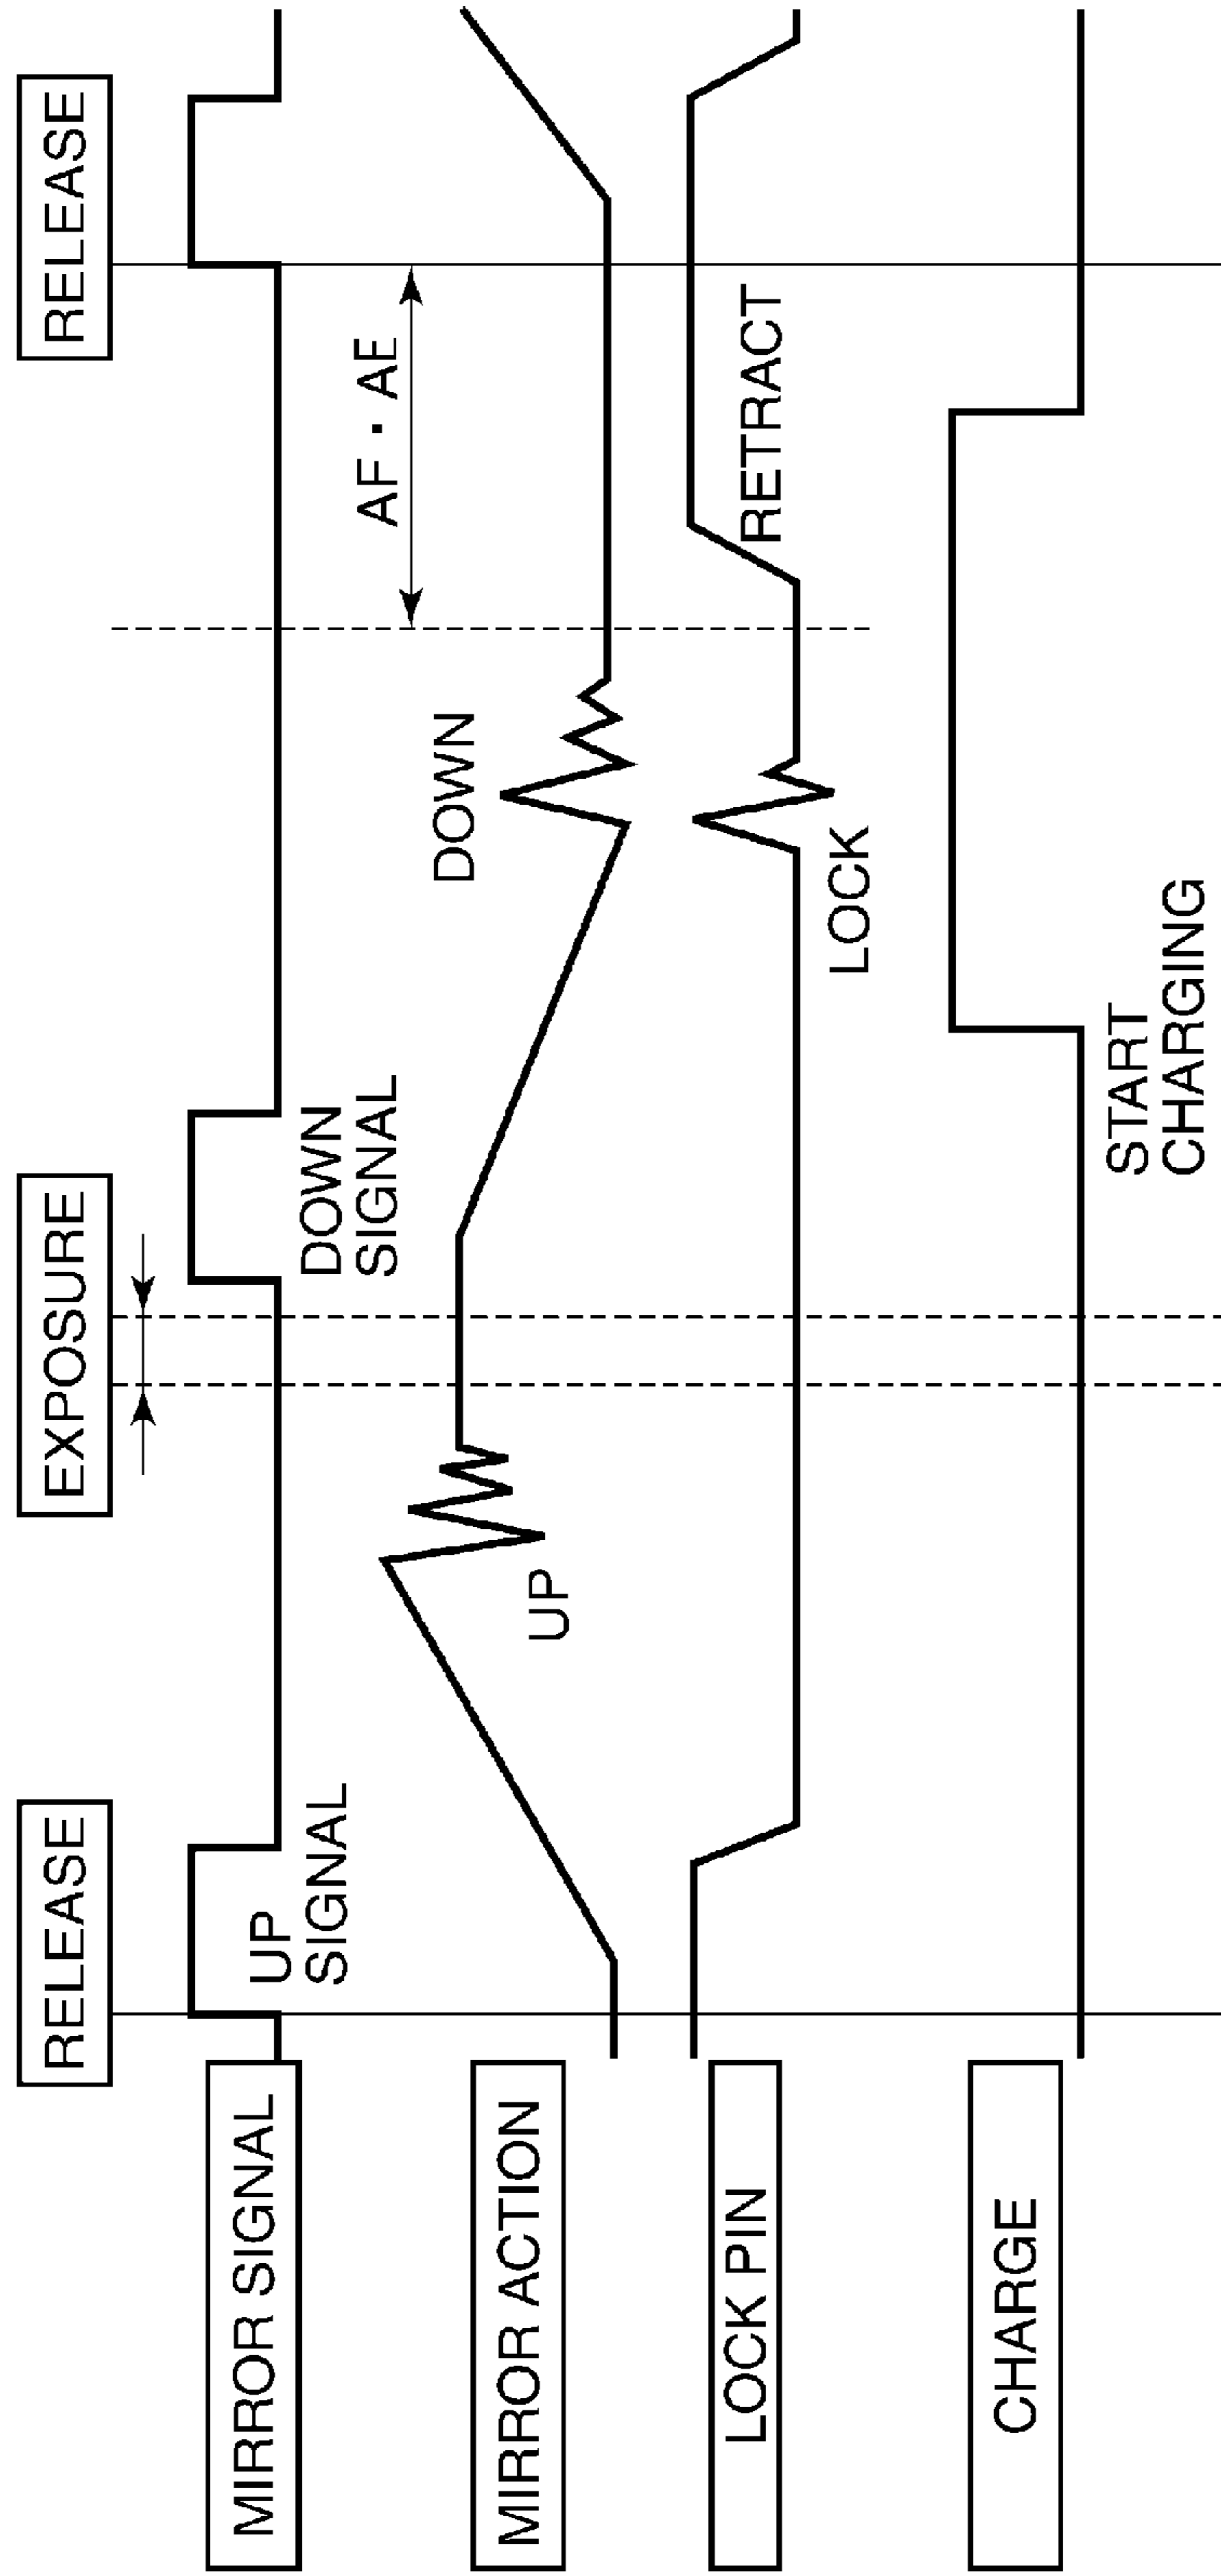 RELEASE
EXPOSURE
RELEASE
MIRROR SIGNAL
UP
SIGNAL
DOWN
SIGNAL
AF・AE
MIRROR ACTION
UP
DOWN
LOCK PIN
LOCK
RETRACT
CHARGE
START
CHARGING